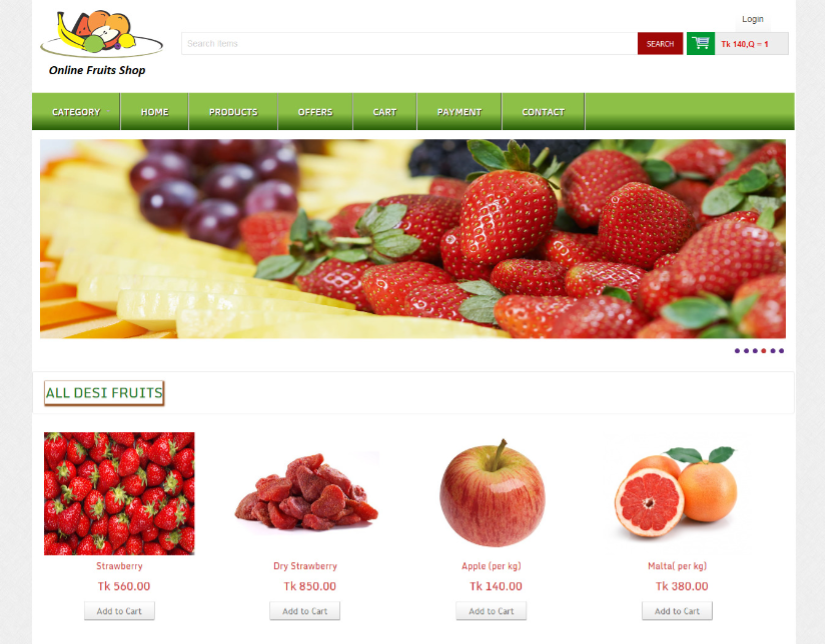 Login
Search Items
SEARCH
Tk 140,Q = 1
Online Fruits Shop
CATEGORY HOME PRODUCTS OFFERS CART PAYMENT CONTACT
ALL DESI FRUITS
Strawberry Dry Strawberry Apple (per kg) Malta( per kg)
Tk 560.00 Tk 850.00 Tk 140.00 Tk 380.00
Add to Cart Add to Cart Add to Cart Add to Cart